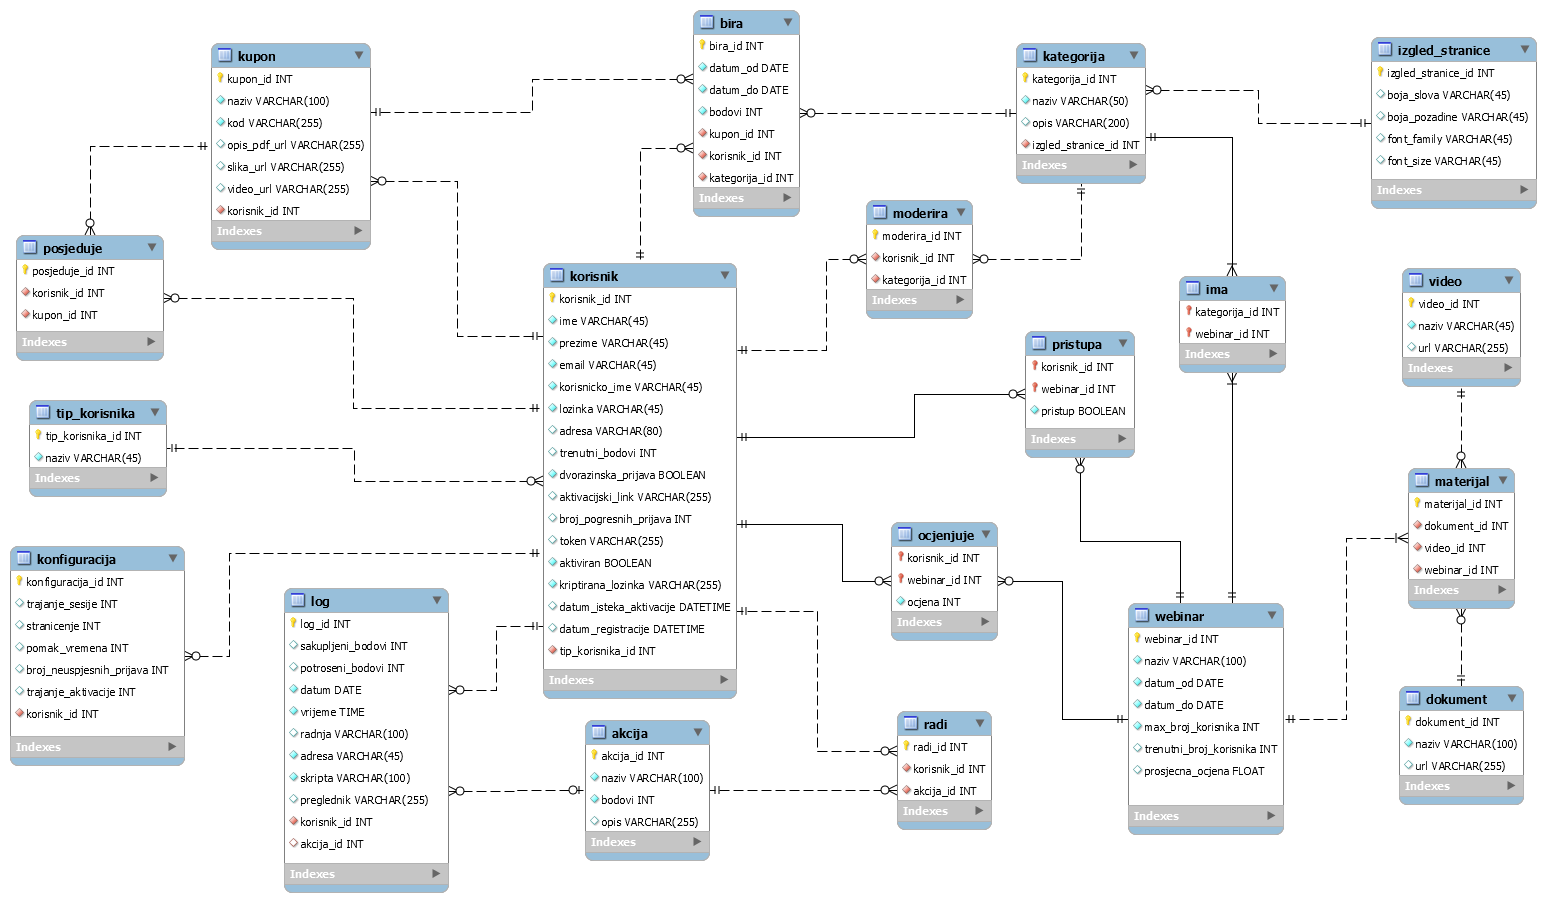 kupon
kupon_id INT
naziv VARCHAR(100)
kod VARCHAR(255)
opis_pdf_url VARCHAR(255)
slika_url VARCHAR(255)
video_url VARCHAR(255)
korisnik_id INT
Indexes
bira
bira_id INT
datum_od DATE
datum_do DATE
bodovi INT
kupon_id INT
korisnik_id INT
kategorija_id INT
Indexes
kategorija
kategorija_id INT
naziv VARCHAR(50)
opis VARCHAR(200)
izgled_stranice_id INT
Indexes
izgled_stranice
izgled_stranice_id INT
boja_slova VARCHAR(45)
boja_pozadine VARCHAR(45)
font_family VARCHAR(45)
font_size VARCHAR(45)
Indexes
posjeduje
posjeduje_id INT
korisnik_id INT
kupon_id INT
Indexes
korisnik
korisnik_id INT
ime VARCHAR(45)
prezime VARCHAR(45)
email VARCHAR(45)
korisnicko_ime VARCHAR(45)
lozinka VARCHAR(45)
adresa VARCHAR(80)
trenutni_bodovi INT
dvorazinska_prijava BOOLEAN
aktivacijski_link VARCHAR(255)
broj_pogresnih_prijava INT
token VARCHAR(255)
aktiviran BOOLEAN
kriptirana_lozinka VARCHAR(255)
datum_isteka_aktivacije DATETIME
datum_registracije DATETIME
tip_korisnika_id INT
Indexes
moderira
moderira_id INT
korisnik_id INT
kategorija_id INT
Indexes
ima
kategorija_id INT
webinar_id INT
Indexes
video
video_id INT
naziv VARCHAR(45)
url VARCHAR(255)
Indexes
pristupa
korisnik_id INT
webinar_id INT
pristup BOOLEAN
Indexes
tip_korisnika
tip_korisnika_id INT
naziv VARCHAR(45)
Indexes
materijal
materijal_id INT
dokument_id INT
video_id INT
webinar_id INT
Indexes
konfiguracija
konfiguracija_id INT
trajanje_sesije INT
stranicenje INT
pomak_vremena INT
broj_neuspjesnih_prijava INT
trajanje_aktivacije INT
korisnik_id INT
Indexes
log
log_id INT
sakupljeni_bodovi INT
potroseni_bodovi INT
datum DATE
vrijeme TIME
radnja VARCHAR(100)
adresa VARCHAR(45)
skripta VARCHAR(100)
preglednik VARCHAR(255)
korisnik_id INT
akcija_id INT
Indexes
ocjenjuje
korisnik_id INT
webinar_id INT
ocjena INT
Indexes
webinar
webinar_id INT
naziv VARCHAR(100)
datum_od DATE
datum_do DATE
max_broj_korisnika INT
trenutni_broj_korisnika INT
prosjecna_ocjena FLOAT
Indexes
dokument
dokument_id INT
naziv VARCHAR(100)
url VARCHAR(255)
Indexes
akcija
akcija_id INT
naziv VARCHAR(100)
bodovi INT
opis VARCHAR(255)
Indexes
radi
radi_id INT
korisnik_id INT
akcija_id INT
Indexes